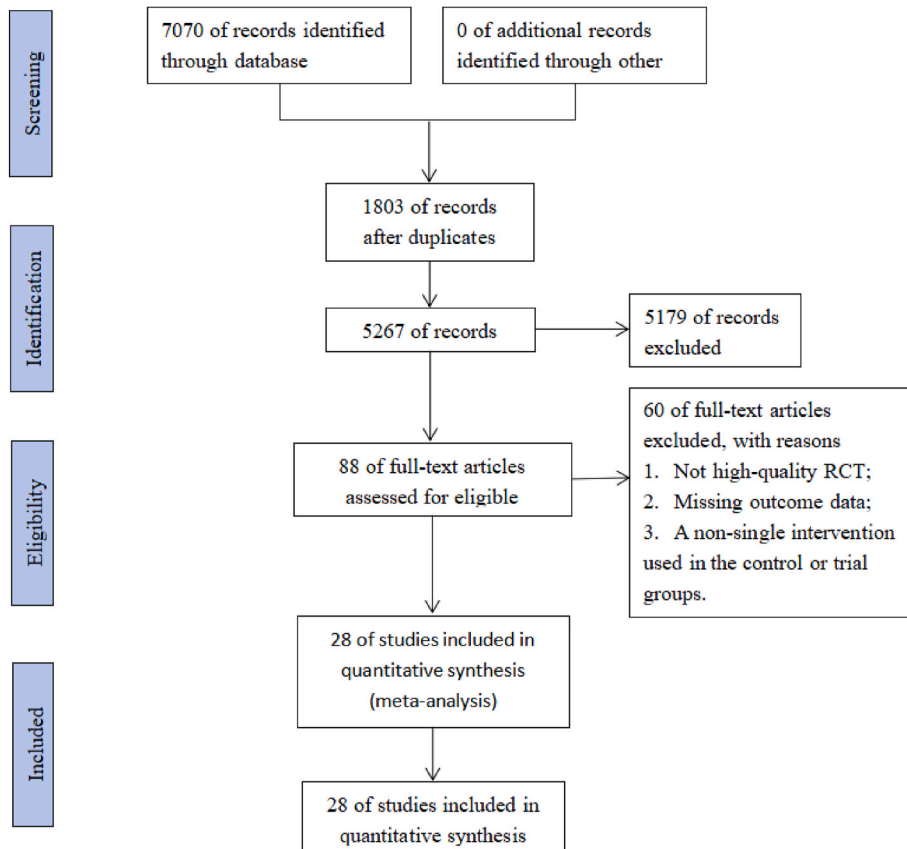 Screening
7070 of records identified
through database
0 of additional records
identified through other
1803 of records
after duplicates
Identification
5267 of records
5179 of records
excluded
Eligibility
88 of full-text articles
assessed for eligible
60 of full-text articles
excluded, with reasons
1. Not high-quality RCT;
2. Missing outcome data;
3. A non-single intervention
used in the control or trial
groups.
28 of studies included in
quantitative synthesis
(meta-analysis)
Included
28 of studies included in
quantitative synthesis